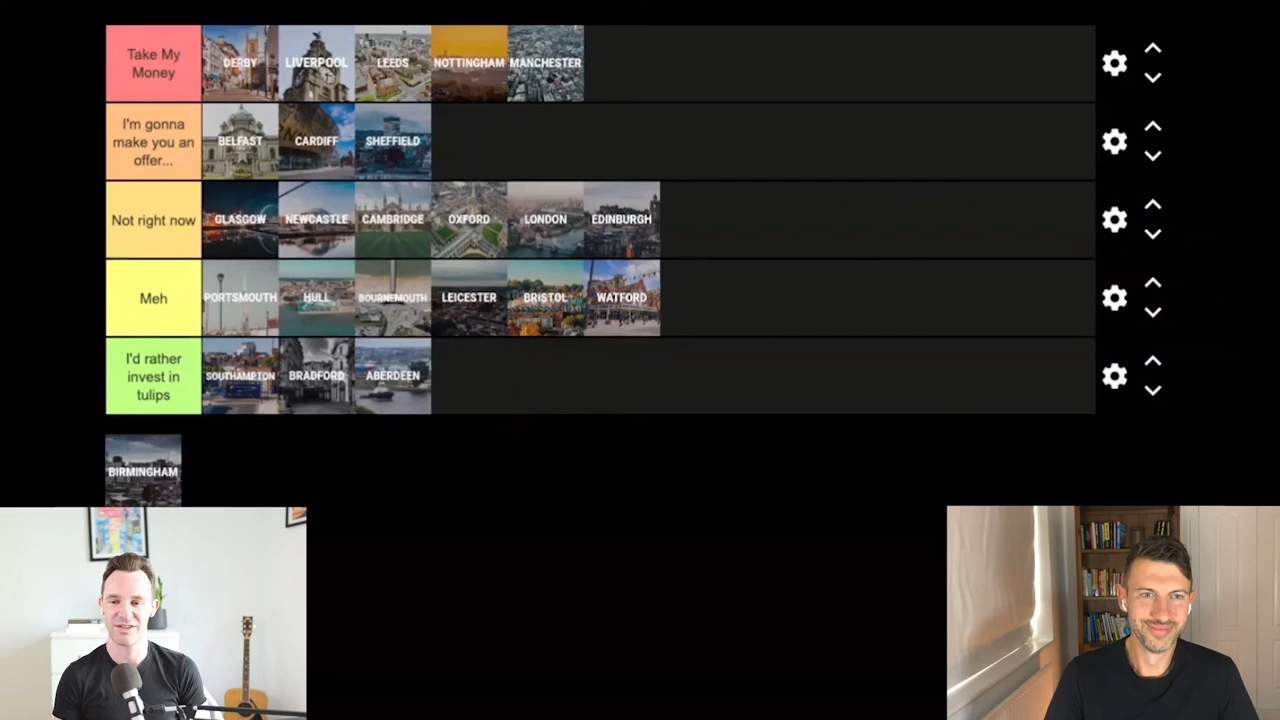 Take My
Money
DERBY
LIVERPOOL
LEEDS
NOTTINGHAM
MANCHESTER
I'm gonna
make you an
offer...
BELFAST
CARDIFF
SHEFFIELD
Not right now
GLASGOW
NEWCASTLE
CAMBRIDGE
OXFORD
LONDON
EDINBURGH
Meh
PORTSMOUTH
HULL
BOURNEMOUTH
LEICESTER
BRISTOL
WATFORD
I'd rather
invest in
tulips
SOUTHAMPTON
BRADFORD
ABERDEEN
BIRMINGHAM